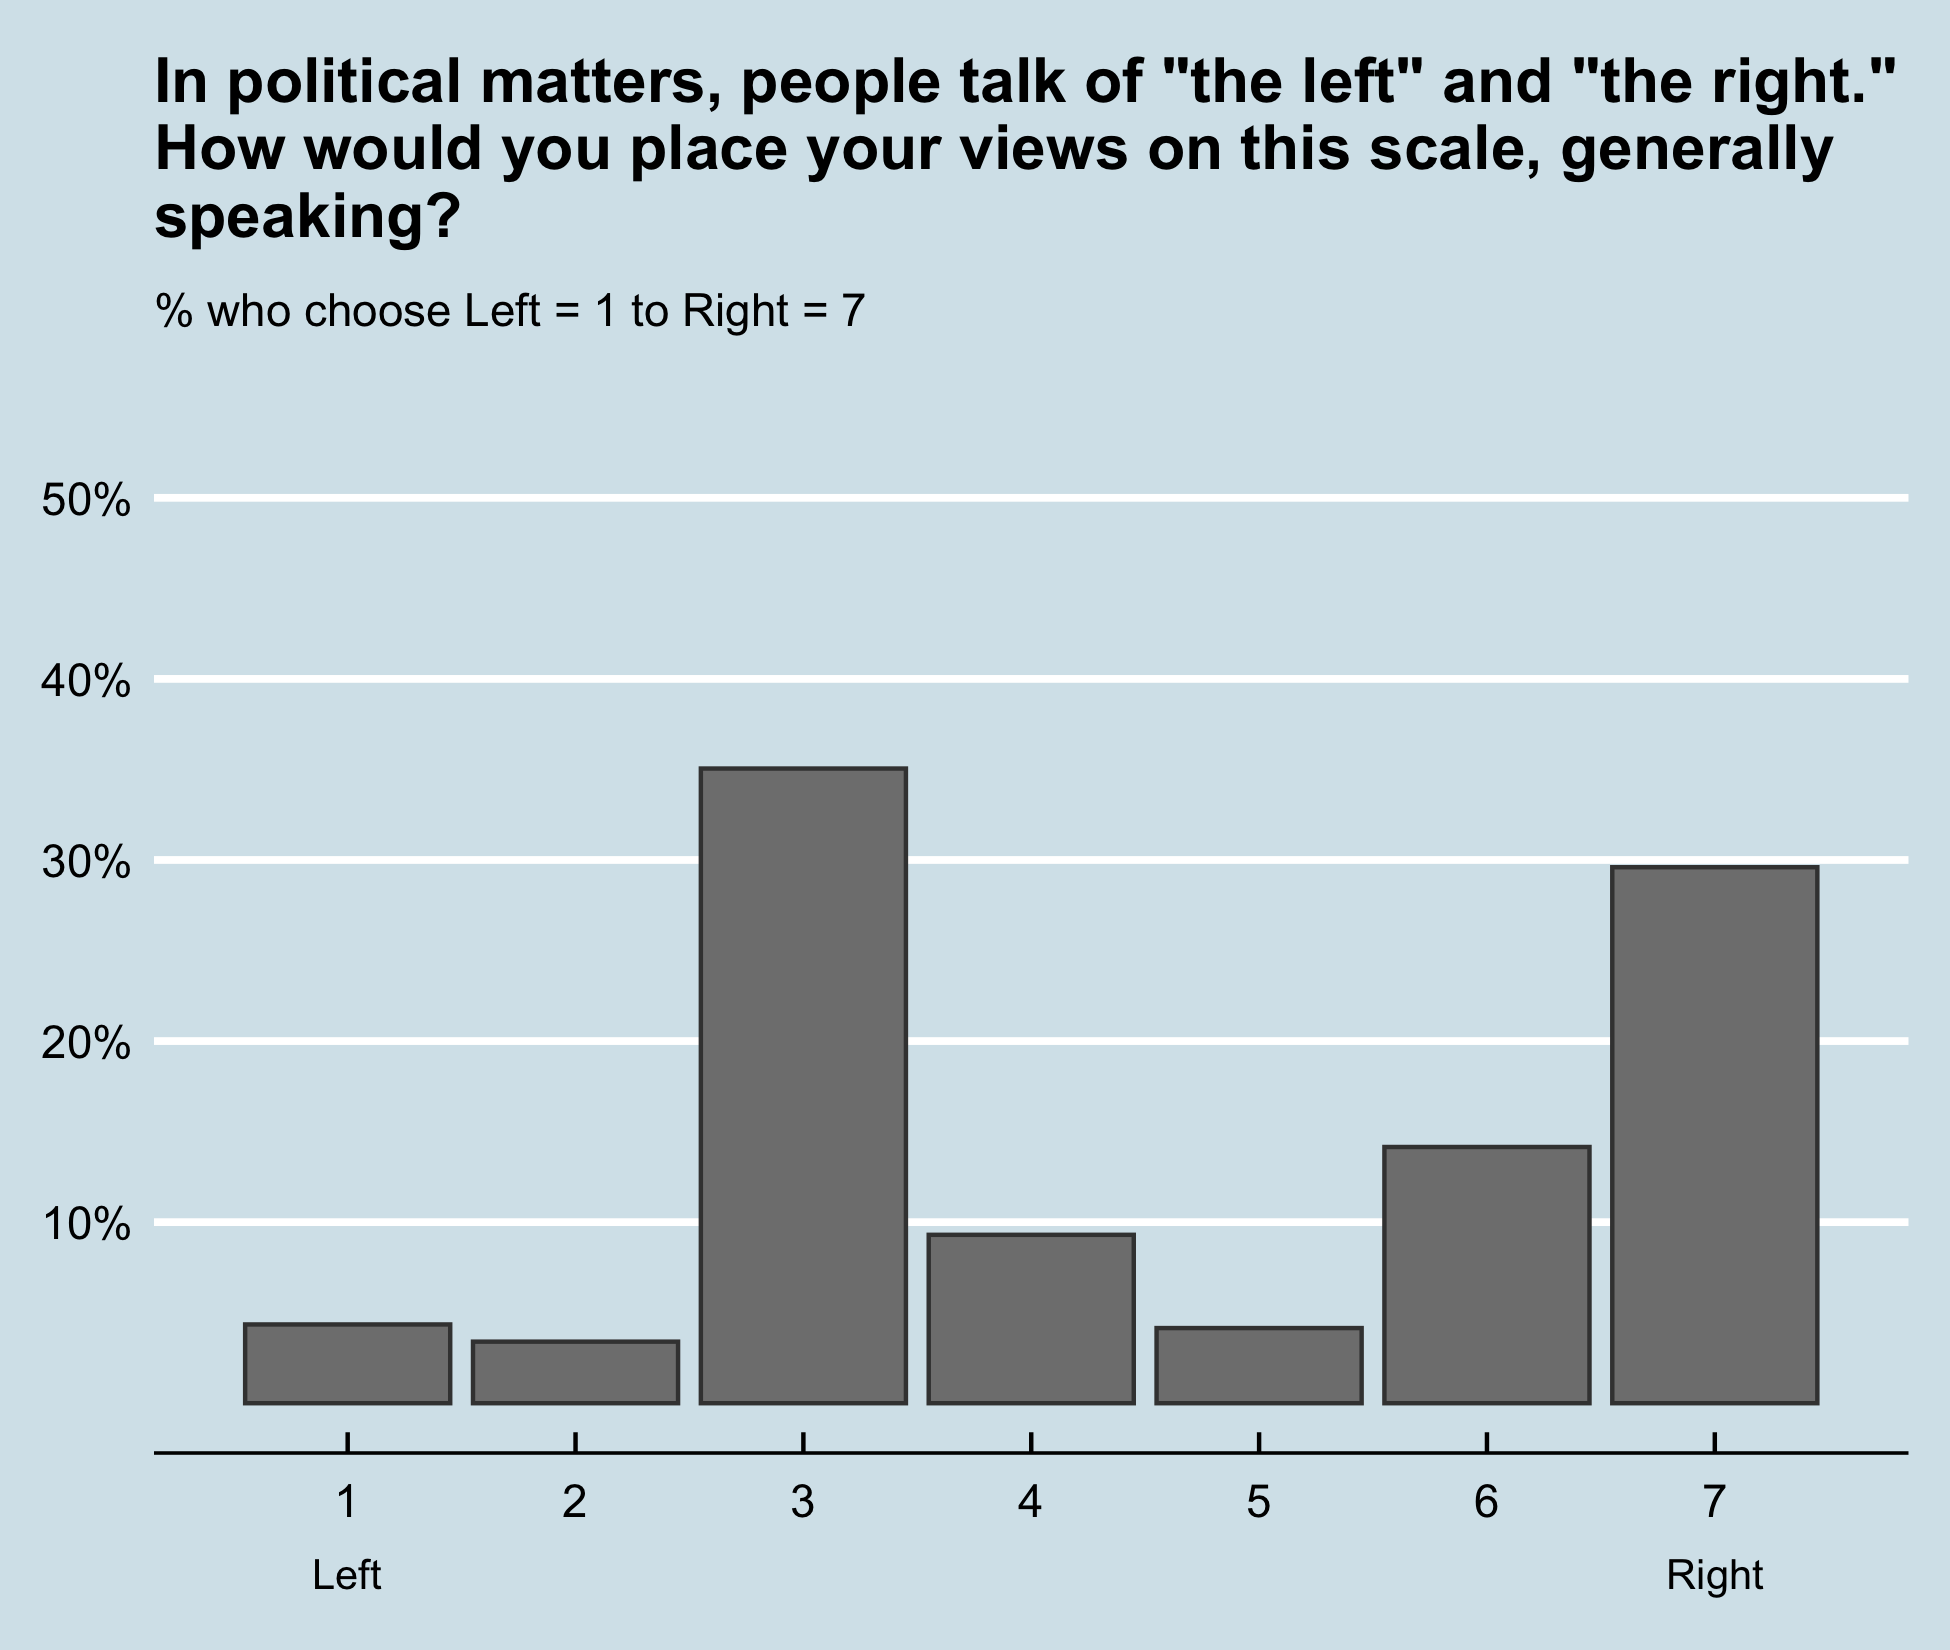 In political matters, people talk of "the left" and "the right."
How would you place your views on this scale, generally
speaking?
% who choose Left = 1 to Right = 7
50%
40%
30%
20%
10%
1 2 3 4 5 6 7
Left Right